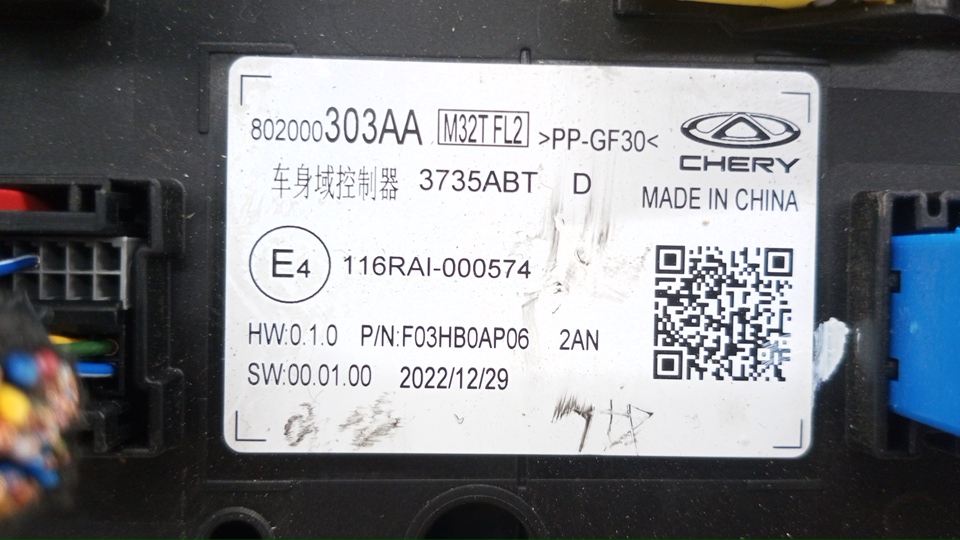 802000303AA M32T FL2 >PP-GF30<
CHERY
车身域控制器 3735ABT D
MADE IN CHINA
E4 116RAI-000574
HW:0.1.0 P/N:F03HB0AP06 2AN
SW:00.01.00 2022/12/29